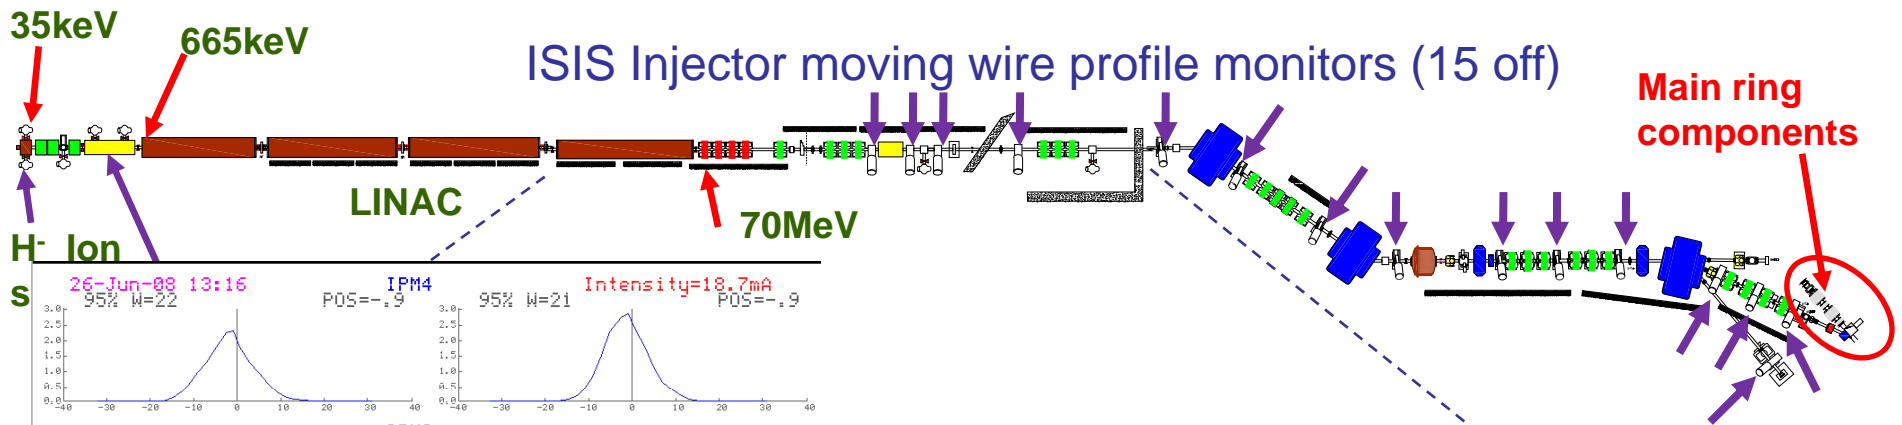 35keV
665keV
ISIS Injector moving wire profile monitors (15 off)
Main ring
components
LINAC
70MeV
H- Ion
s
26-Jun-08 13:16 IPM4 Intensity=18.7mA
95% W=22 POS=-.9 95% W=21 POS=-.9
3.0 3.0
2.5 2.5
2.0 2.0
1.5 1.5
1.0 1.0
0.5 0.5
0.0 0.0
-40 -30 -20 -10 0 10 20 30 40 -40 -30 -20 -10 0 10 20 30 40